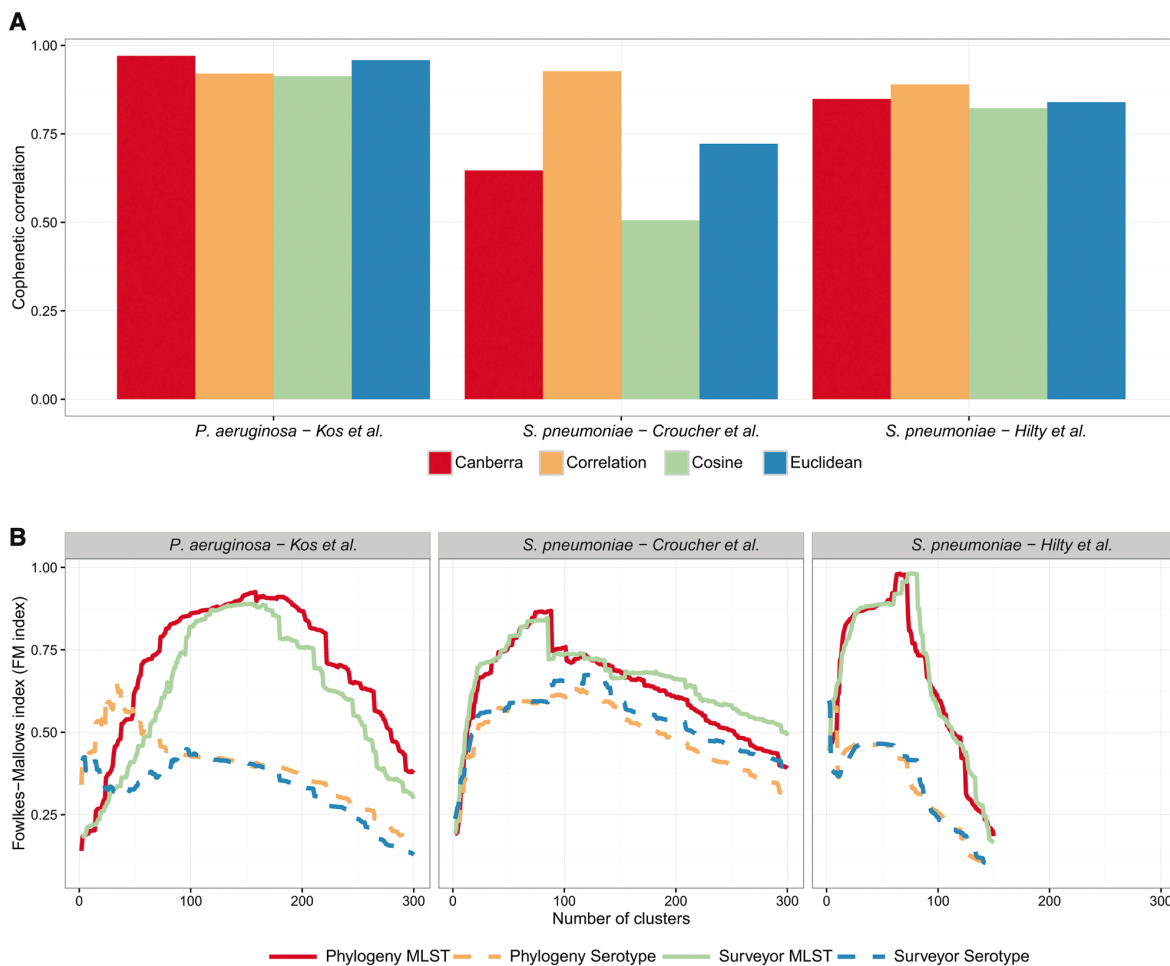 A
1.00
0.75
0.50
0.25
0.00
Cophenetic correlation
P. aeruginosa − Kos et al.
S. pneumoniae − Croucher et al.
S. pneumoniae − Hilty et al.
Canberra Correlation Cosine Euclidean
B
P. aeruginosa − Kos et al.
S. pneumoniae − Croucher et al.
S. pneumoniae − Hilty et al.
1.00
0.75
0.50
0.25
Fowlkes−Mallows index (FM index)
0 100 200 300
0 100 200 300
0 100 200 300
Number of clusters
Phylogeny MLST Phylogeny Serotype Surveyor MLST Surveyor Serotype